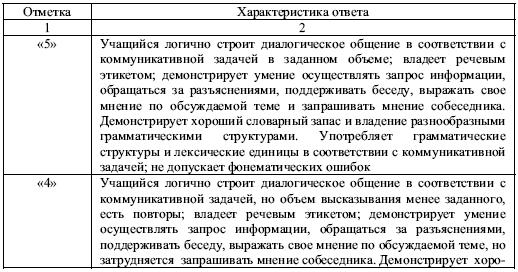 Отметка Характеристика ответа
1 2
«5» Учащийся логично строит диалогическое общение в соответствии с
коммуникативной задачей в заданном объеме; владеет речевым
этикетом; демонстрирует умение осуществлять запрос информации,
обращаться за разъяснениями, поддерживать беседу, выражать свое
мнение по обсуждаемой теме и запрашивать мнение собеседника.
Демонстрирует хороший словарный запас и владение разнообразными
грамматическими структурами. Употребляет грамматические
структуры и лексические единицы в соответствии с коммуникативной
задачей; не допускает фонематических ошибок
«4» Учащийся логично строит диалогическое общение в соответствии с
коммуникативной задачей, но объем высказывания менее заданного,
есть повторы; владеет речевым этикетом; демонстрирует умение
осуществлять запрос информации, обращаться за разъяснениями,
поддерживать беседу, выражать свое мнение по обсуждаемой теме, но
затрудняется запрашивать мнение собеседника. Демонстрирует хоро-